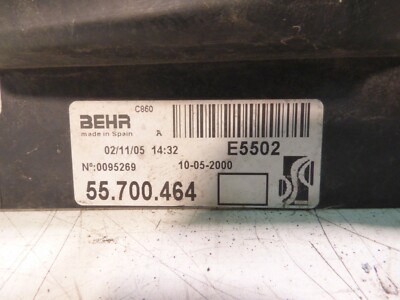 C860
BEHR
made in Spain A
02/11/05 14:32 E5502
Nº:0095269 10-05-2000
55.700.464